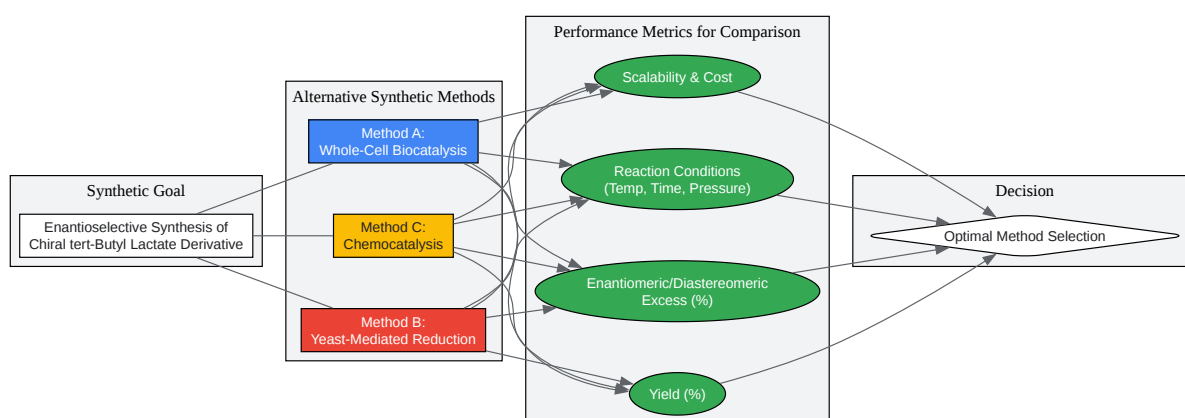 Synthetic Goal
Enantioselective Synthesis of
Chiral tert-Butyl Lactate Derivative
Alternative Synthetic Methods
Method A:
Whole-Cell Biocatalysis
Method C:
Chemocatalysis
Method B:
Yeast-Mediated Reduction
Performance Metrics for Comparison
Scalability & Cost
Reaction Conditions
(Temp, Time, Pressure)
Enantiomeric/Diastereomeric
Excess (%)
Yield (%)
Decision
Optimal Method Selection